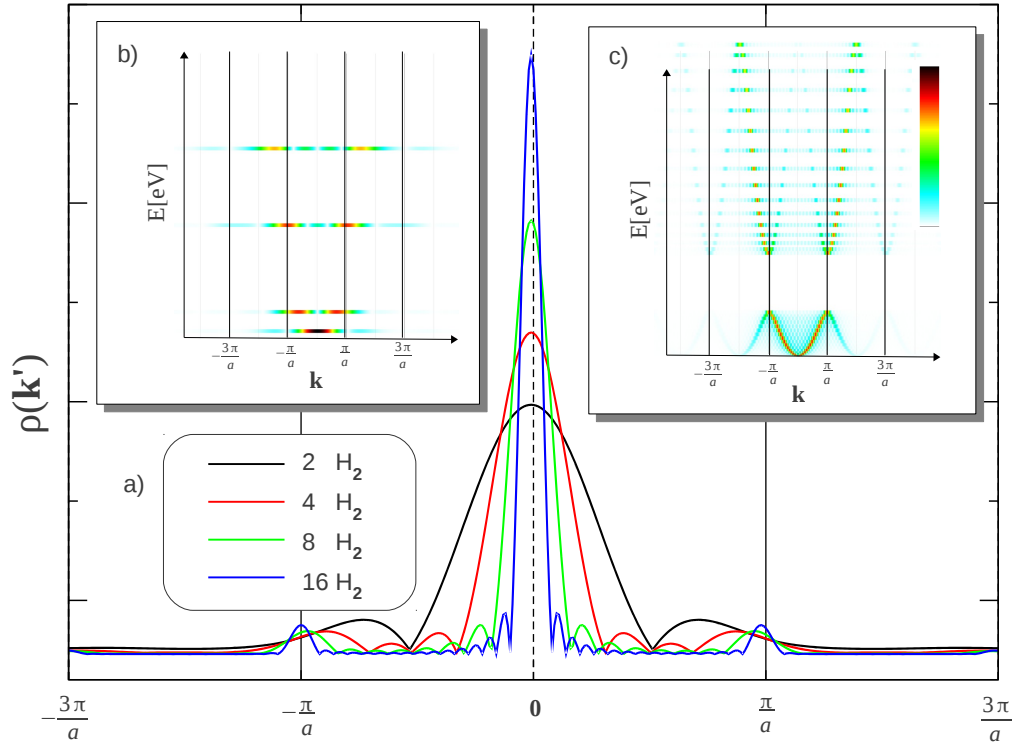 b)
E[eV]
−3π/a
−π/a
π/a
3π/a
k
c)
E[eV]
−3π/a
−π/a
π/a
3π/a
k
ρ(k')
a)
2 H₂
4 H₂
8 H₂
16 H₂
−3π/a
−π/a
0
π/a
3π/a